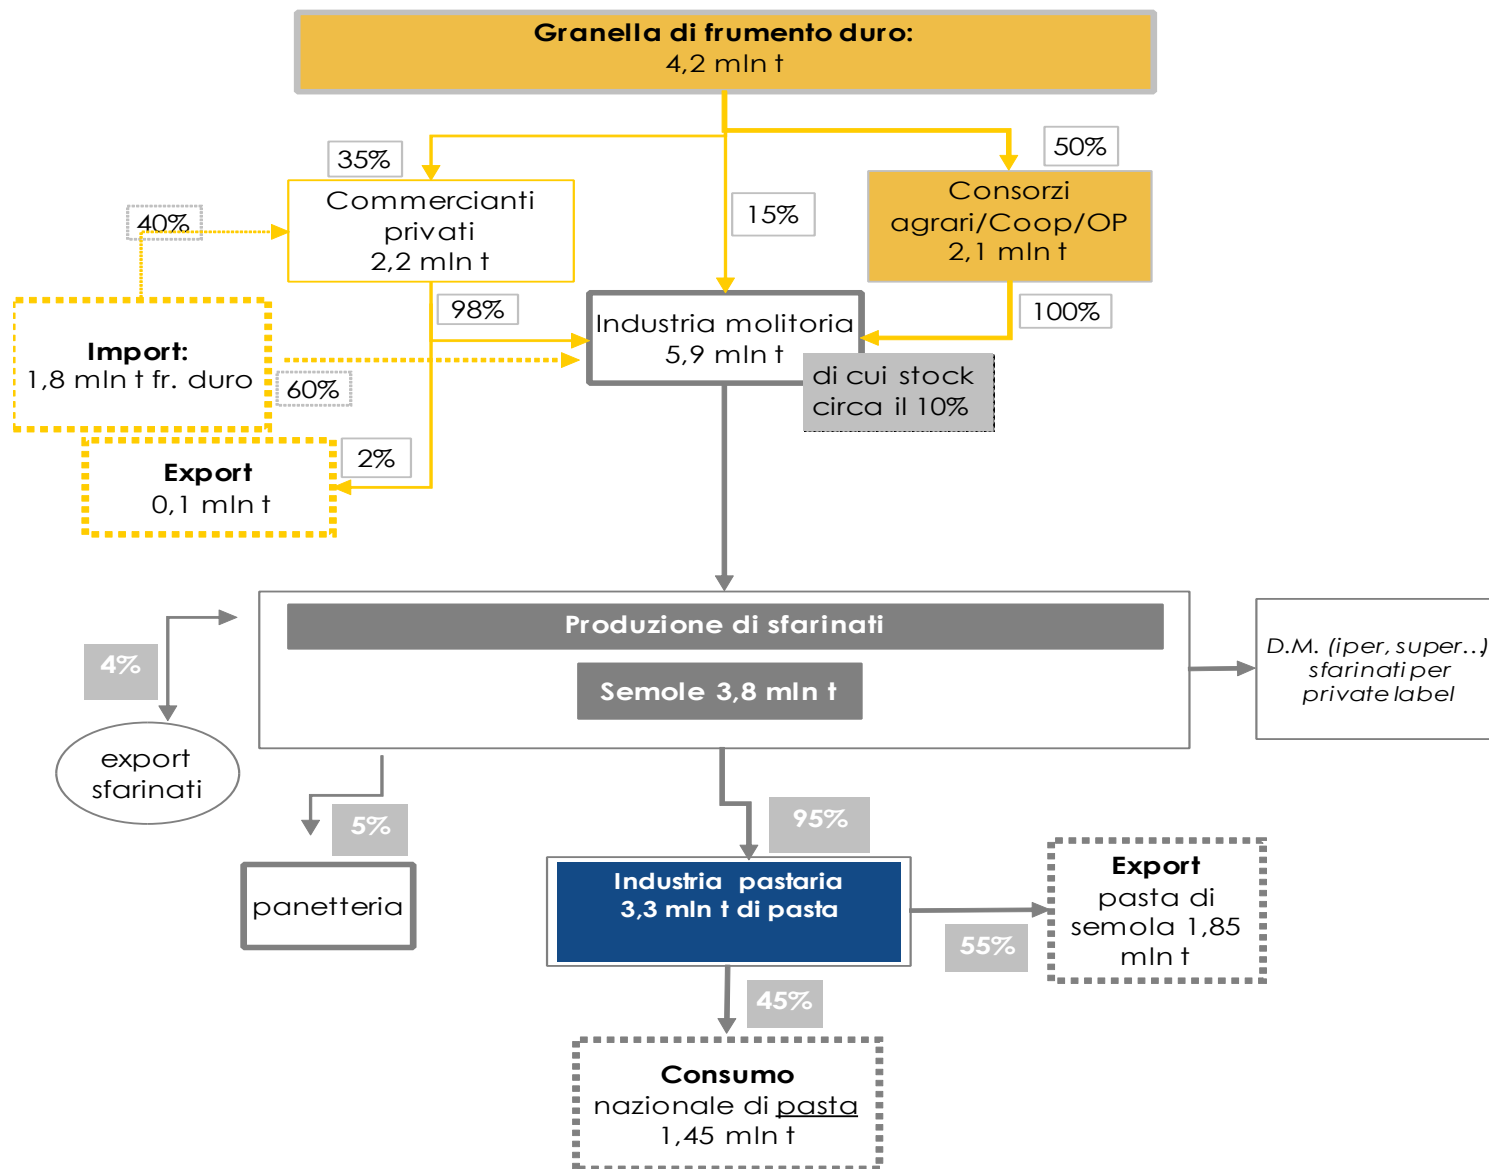 Granella di frumento duro:
4,2 mln t
35%
50%
Commercianti
privati
2,2 mln t
15%
Consorzi
agrari/Coop/OP
2,1 mln t
40%
98%
100%
Industria molitoria
5,9 mln t
Import:
1,8 mln t fr. duro
60%
di cui stock
circa il 10%
2%
Export
0,1 mln t
Produzione di sfarinati
Semole 3,8 mln t
4%
D.M. (iper, super...)
sfarinati per
private label
export
sfarinati
5%
95%
panetteria
Industria pastaria
3,3 mln t di pasta
55%
Export
pasta di
semola 1,85
mln t
45%
Consumo
nazionale di pasta
1,45 mln t